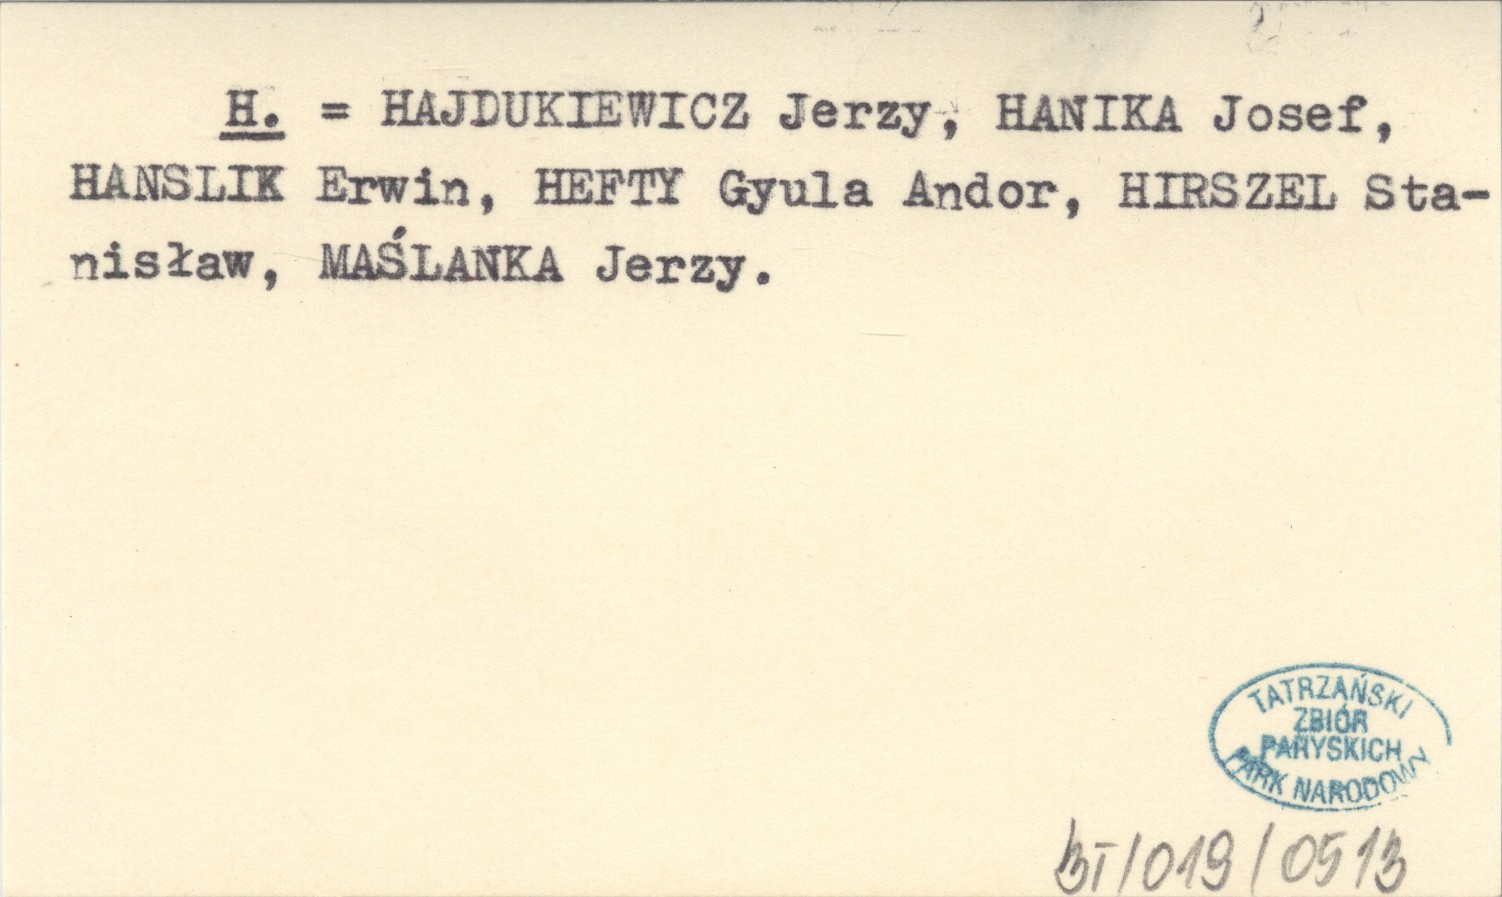 H. = HAJDUKIEWICZ Jerzy, HANIKA Josef,
HANSLIK Erwin, HEFTY Gyula Andor, HIRSZEL Sta-
nisław, MAŚLANKA Jerzy.
TATRZAŃSKI
ZBIÓR
PARYSKICH
PARK NARODOWY
BI/019/0513